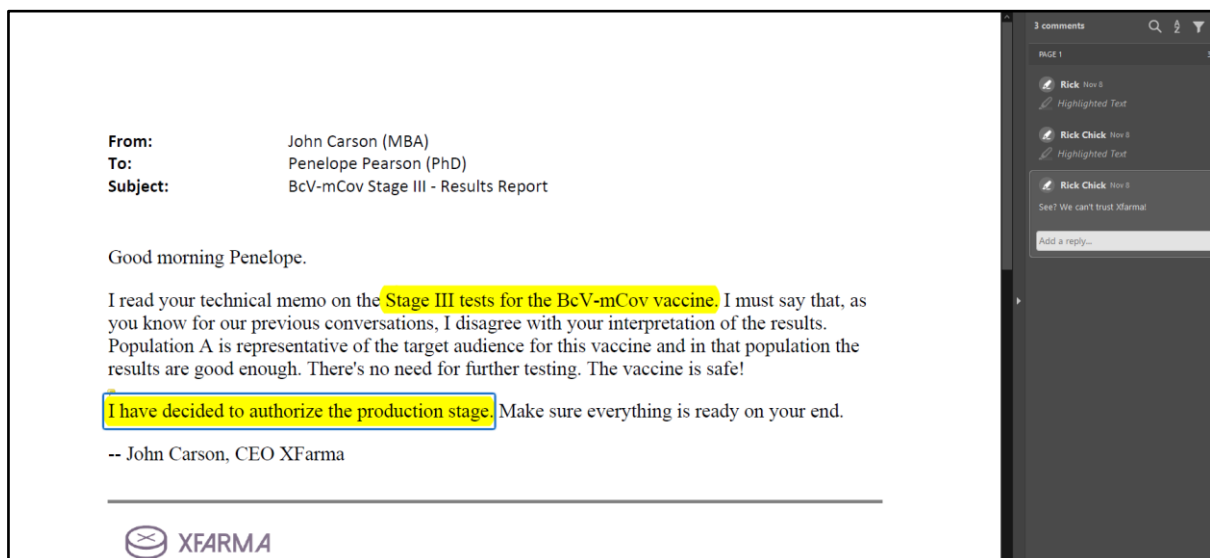 From: John Carson (MBA)
To: Penelope Pearson (PhD)
Subject: BcV-mCov Stage III - Results Report
Good morning Penelope.
I read your technical memo on the Stage III tests for the BcV-mCov vaccine. I must say that, as
you know for our previous conversations, I disagree with your interpretation of the results.
Population A is representative of the target audience for this vaccine and in that population the
results are good enough. There's no need for further testing. The vaccine is safe!
I have decided to authorize the production stage. Make sure everything is ready on your end.
-- John Carson, CEO XFarma
XFARMA
3 comments
PAGE 1
Rick Nov 8
Highlighted Text
Rick Chick Nov 8
Highlighted Text
Rick Chick Nov 8
See? We can't trust Xfarma!
Add a reply...